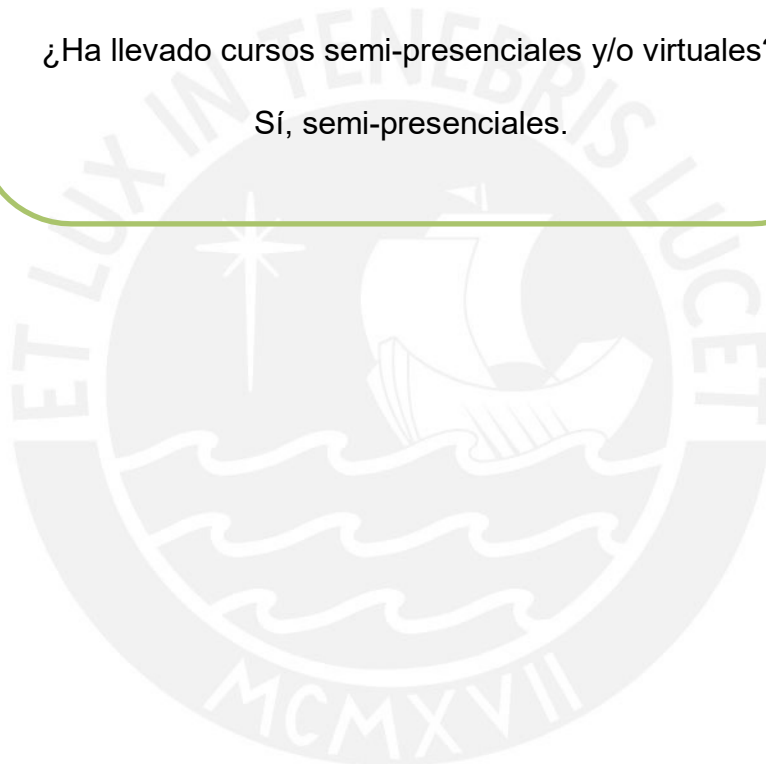 ¿Ha llevado cursos semi-presenciales y/o virtuales?
Sí, semi-presenciales.
ET LUX IN TENEBRIS LUCET
MCMXVII